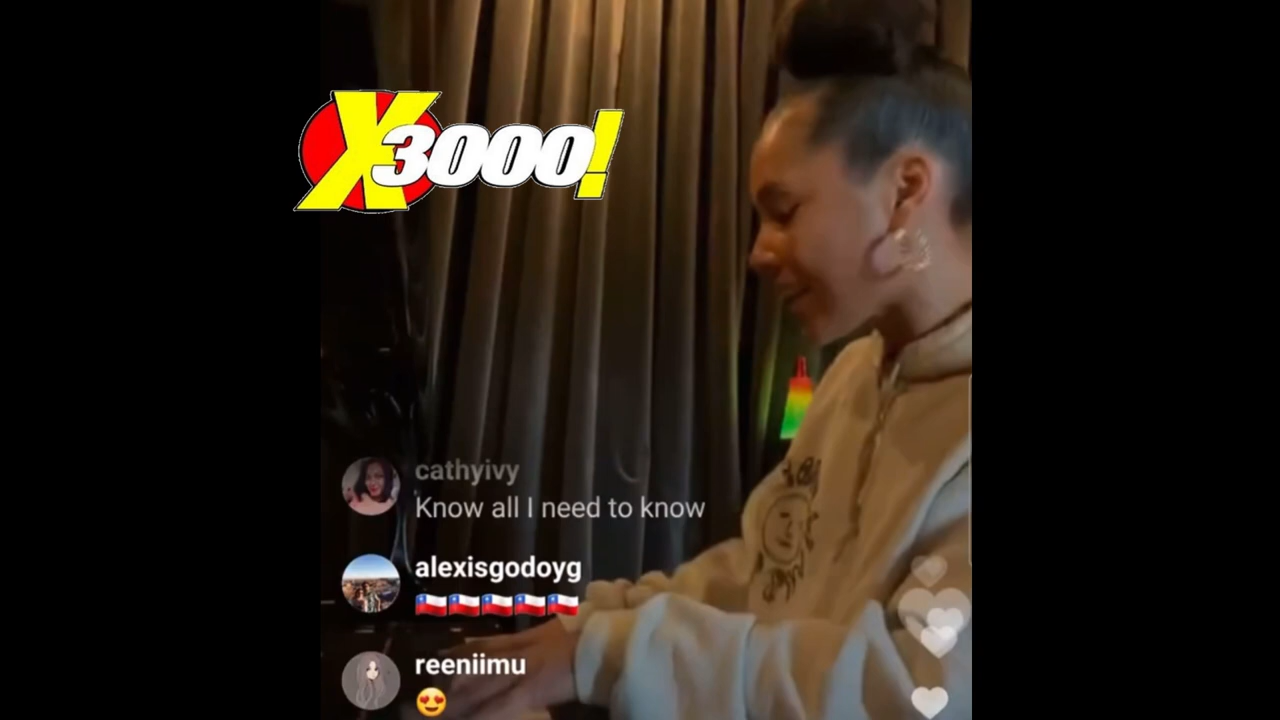 X3000!
cathyivy
Know all I need to know
alexisgodoyg
🇨🇱🇨🇱🇨🇱🇨🇱🇨🇱
reeniimu
😍